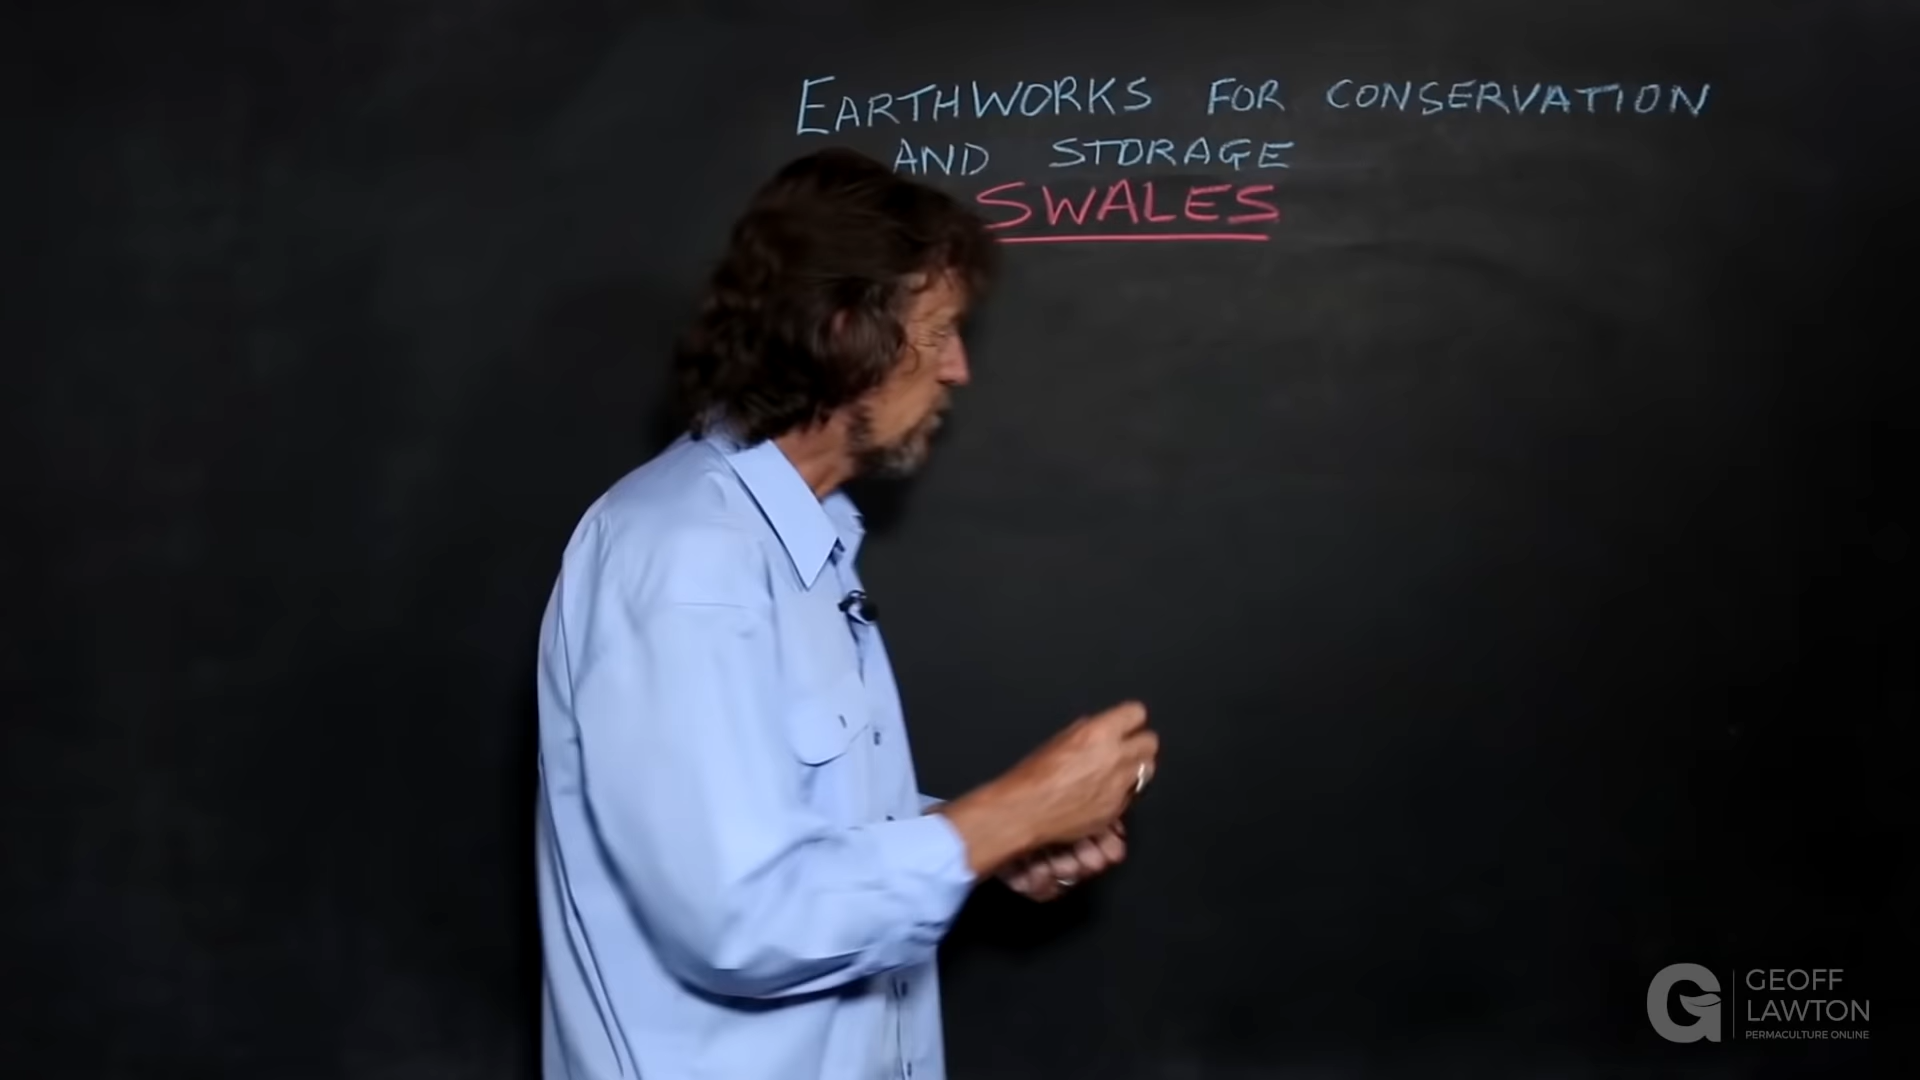 EARTHWORKS FOR CONSERVATION
AND STORAGE
SWALES
G
GEOFF
LAWTON
PERMACULTURE ONLINE